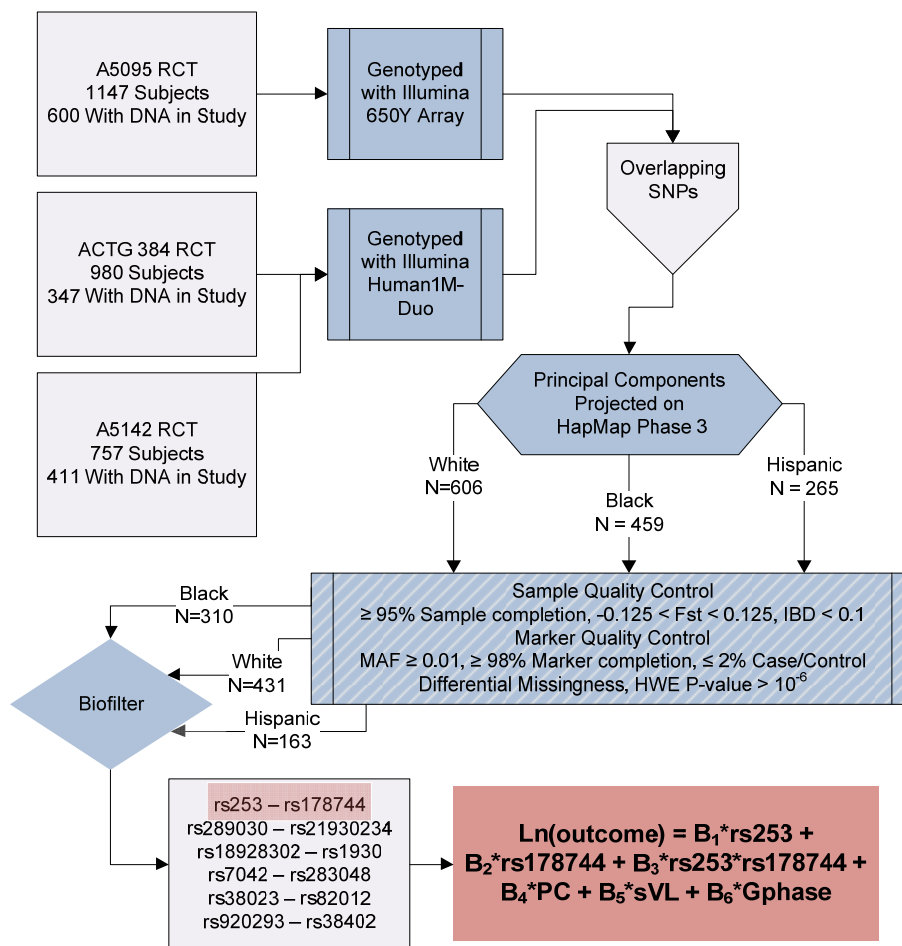 A5095 RCT
1147 Subjects
600 With DNA in Study
Genotyped
with Illumina
650Y Array
Overlapping
SNPs
ACTG 384 RCT
980 Subjects
347 With DNA in Study
Genotyped
with Illumina
Human1M-
Duo
A5142 RCT
757 Subjects
411 With DNA in Study
Principal Components
Projected on
HapMap Phase 3
White
N=606
Black
N = 459
Hispanic
N = 265
Sample Quality Control
≥ 95% Sample completion, -0.125 < Fst < 0.125, IBD < 0.1
Marker Quality Control
MAF ≥ 0.01, ≥ 98% Marker completion, ≤ 2% Case/Control
Differential Missingness, HWE P-value > 10⁻⁶
Black
N=310
White
N=431
Hispanic
N=163
Biofilter
rs253 – rs178744
rs289030 – rs21930234
rs18928302 – rs1930
rs7042 – rs283048
rs38023 – rs82012
rs920293 – rs38402
Ln(outcome) = B₁*rs253 +
B₂*rs178744 + B₃*rs253*rs178744 +
B₄*PC + B₅*sVL + B₆*Gphase